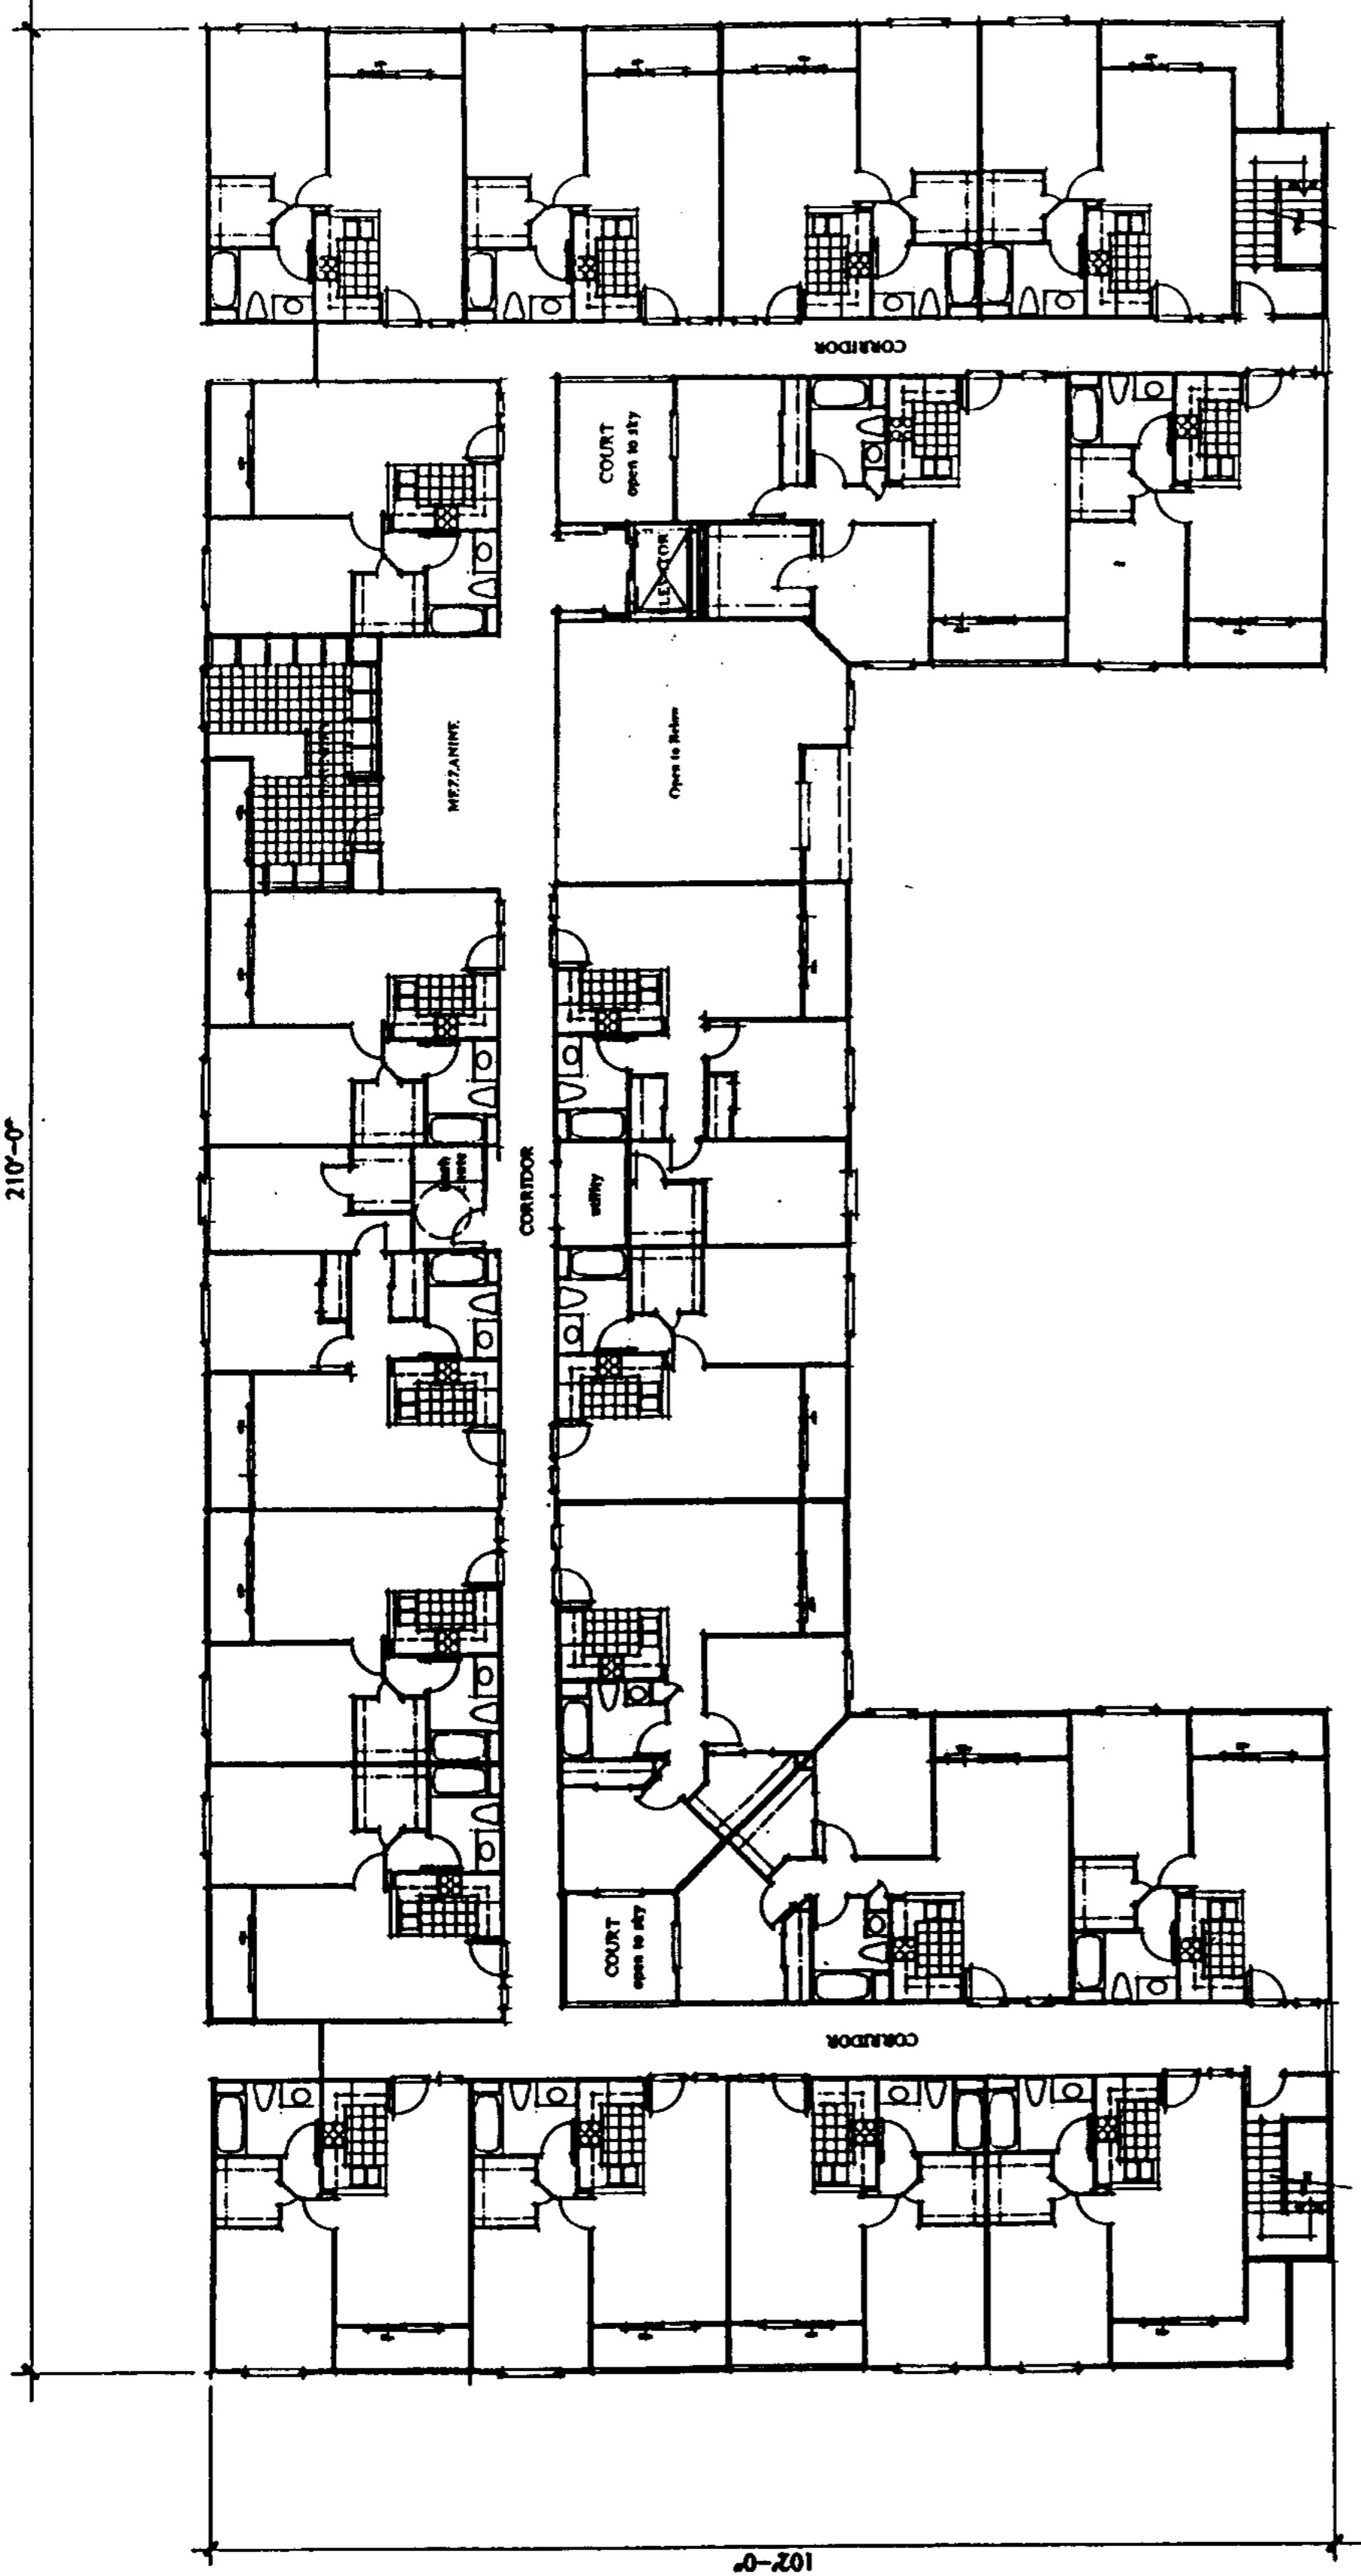 CORRIDOR
COURT
open to sky
ELEVATOR
MEZZANINE
Open to Below
210'-0"
CORRIDOR
utility
COURT
open to sky
CORRIDOR
102'-0"